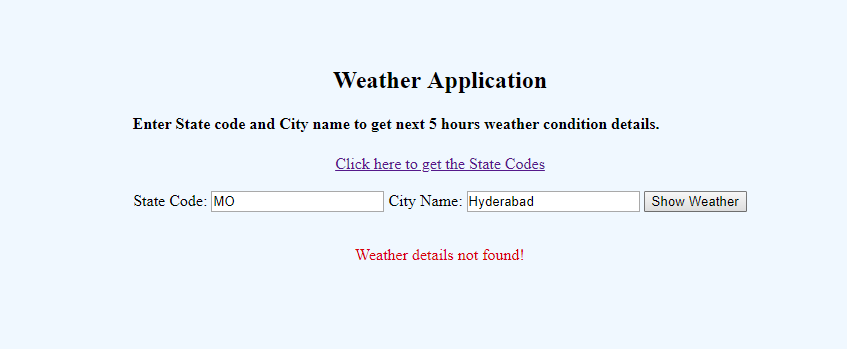 Weather Application
Enter State code and City name to get next 5 hours weather condition details.
Click here to get the State Codes
State Code: MO City Name: Hyderabad Show Weather
Weather details not found!